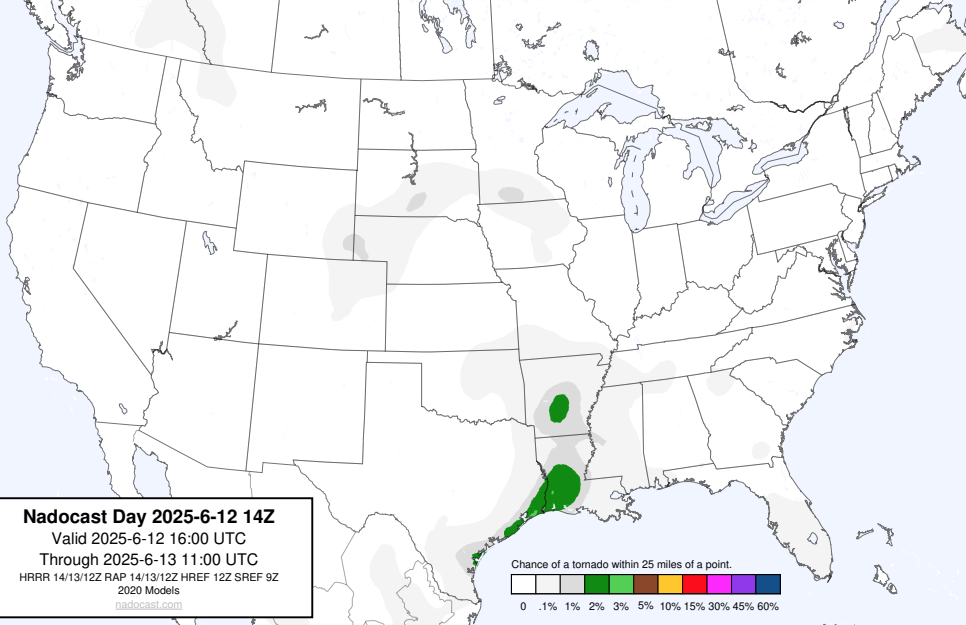 Nadocast Day 2025-6-12 14Z
Valid 2025-6-12 16:00 UTC
Through 2025-6-13 11:00 UTC
HRRR 14/13/12Z RAP 14/13/12Z HREF 12Z SREF 9Z
2020 Models
nadocast.com
Chance of a tornado within 25 miles of a point.
0 .1% 1% 2% 3% 5% 10% 15% 30% 45% 60%